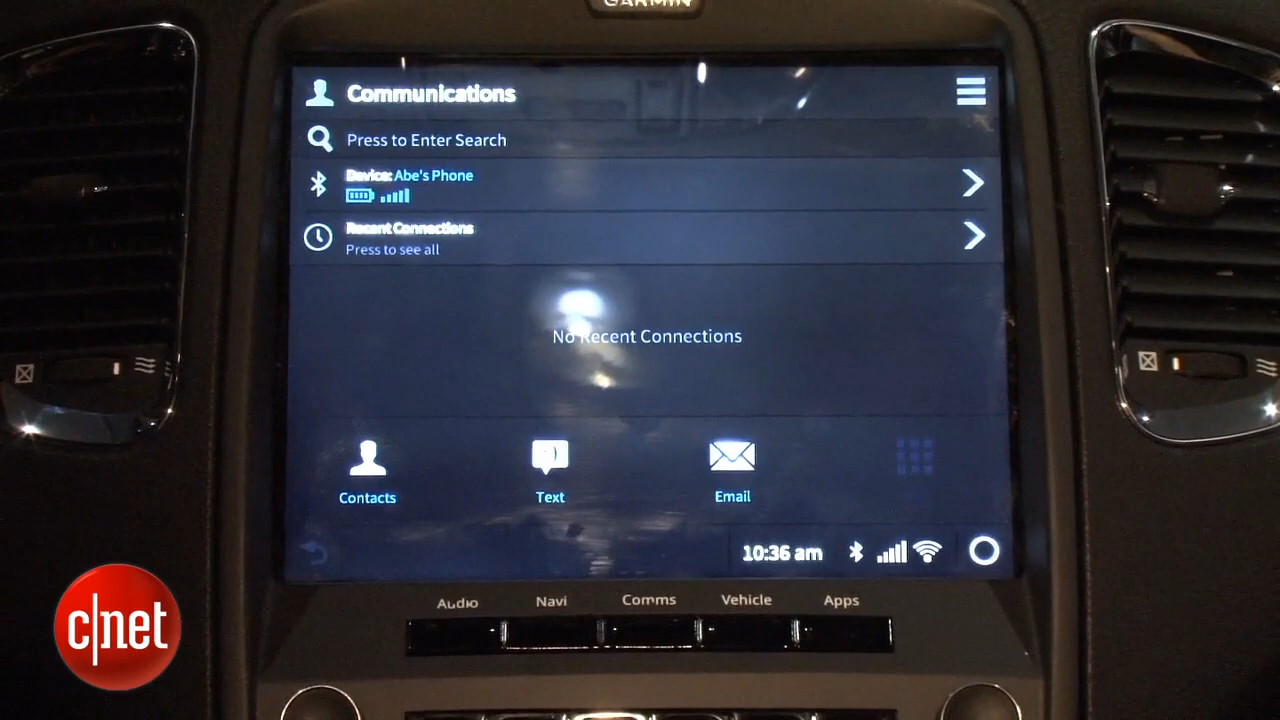 GARMIN
Communications
Press to Enter Search
Device: Abe's Phone
Recent Connections
Press to see all
No Recent Connections
Contacts
Text
Email
10:36 am
Audio
Navi
Comms
Vehicle
Apps
c|net